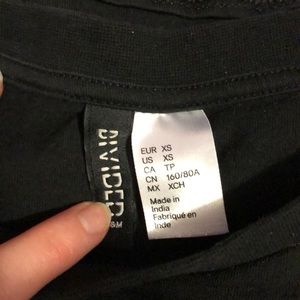 DIVIDED
&M
EUR XS
US XS
CA TP
CN 160/80A
MX XCH
Made in
India
Fabriqué en
Inde